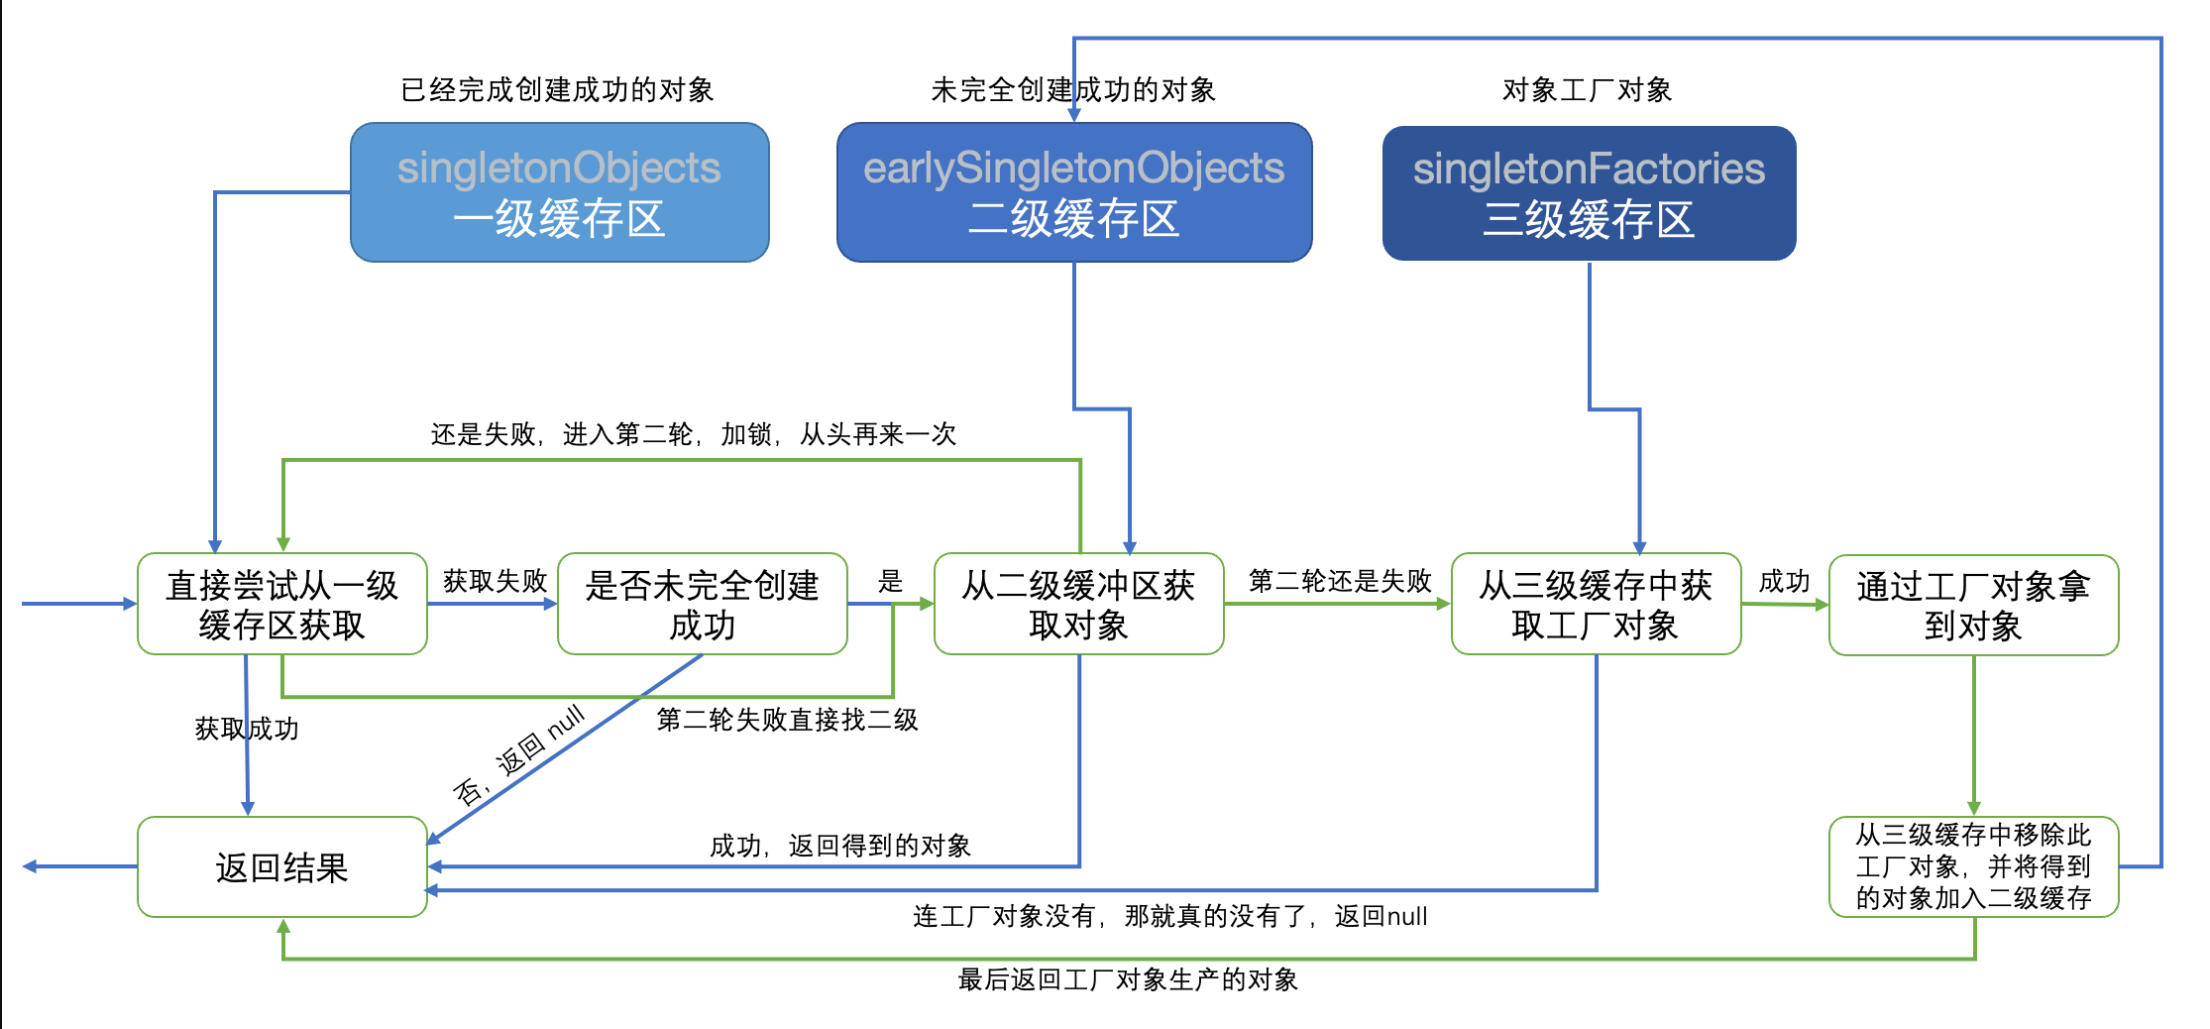 已经完成创建成功的对象
未完全创建成功的对象
对象工厂对象
singletonObjects
一级缓存区
earlySingletonObjects
二级缓存区
singletonFactories
三级缓存区
还是失败，进入第二轮，加锁，从头再来一次
直接尝试从一级
缓存区获取
获取失败
是否未完全创建
成功
是
从二级缓冲区获
取对象
第二轮还是失败
从三级缓存中获
取工厂对象
成功
通过工厂对象拿
到对象
获取成功
否，返回 null
第二轮失败直接找二级
返回结果
成功，返回得到的对象
从三级缓存中移除此
工厂对象，并将得到
的对象加入二级缓存
连工厂对象没有，那就真的没有了，返回null
最后返回工厂对象生产的对象